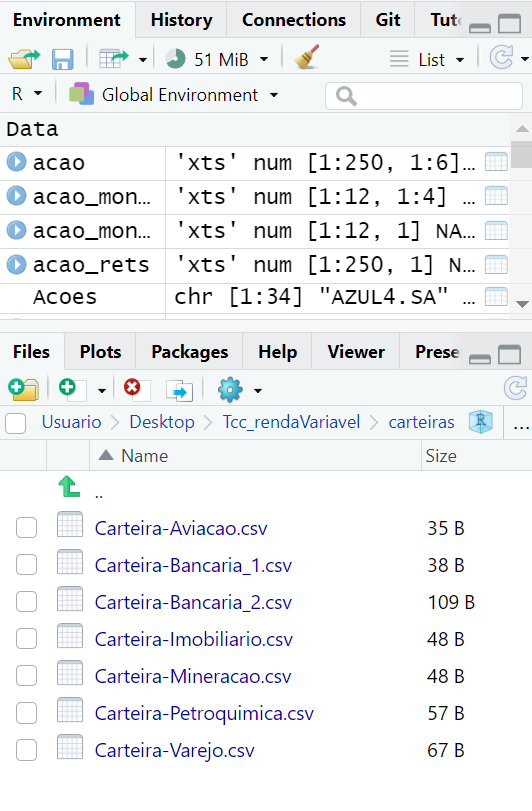 Environment History Connections Git Tuto
51 MiB List
R Global Environment
Data
acao 'xts' num [1:250, 1:6]...
acao_mon... 'xts' num [1:12, 1:4] ...
acao_mon... 'xts' num [1:12, 1] NA...
acao_rets 'xts' num [1:250, 1] N...
Acoes chr [1:34] "AZUL4.SA" ...
Files Plots Packages Help Viewer Prese
Usuario Desktop Tcc_rendaVariavel carteiras R ...
Name Size
..
Carteira-Aviacao.csv 35 B
Carteira-Bancaria_1.csv 38 B
Carteira-Bancaria_2.csv 109 B
Carteira-Imobiliario.csv 48 B
Carteira-Mineracao.csv 48 B
Carteira-Petroquimica.csv 57 B
Carteira-Varejo.csv 67 B